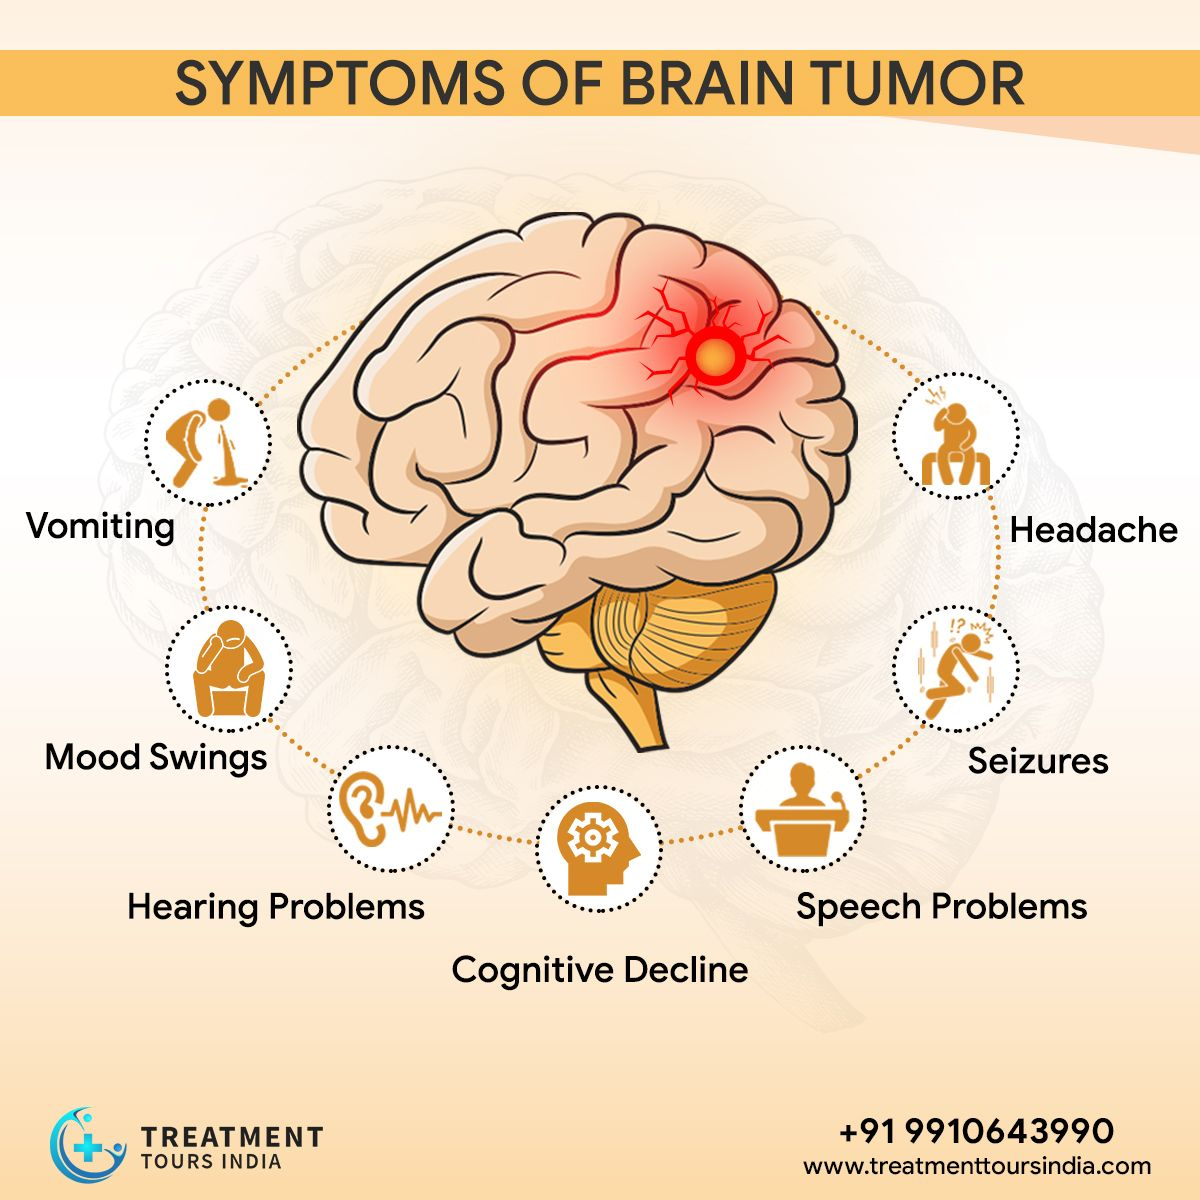 SYMPTOMS OF BRAIN TUMOR
Vomiting
Headache
!?
Mood Swings
Seizures
Hearing Problems
Speech Problems
Cognitive Decline
TREATMENT
TOURS INDIA
+91 9910643990
www.treatmenttoursindia.com